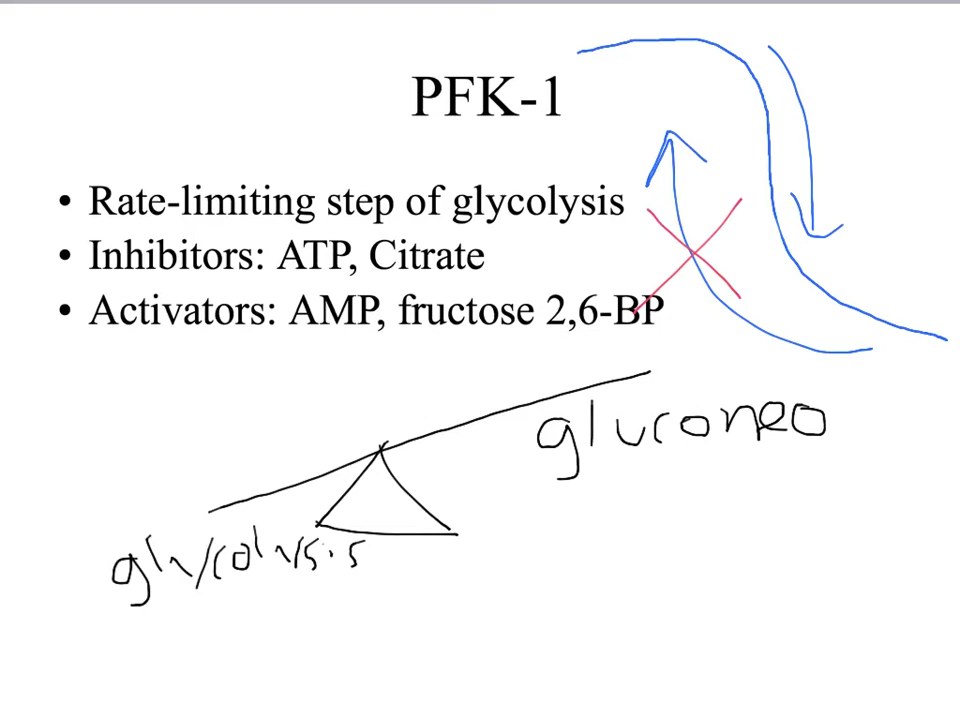 PFK-1
• Rate-limiting step of glycolysis
• Inhibitors: ATP, Citrate
• Activators: AMP, fructose 2,6-BP
gluconeo
glycolysis